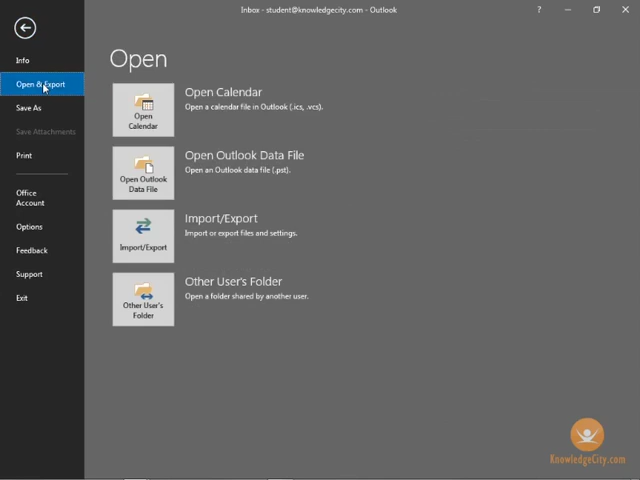 Inbox - student@knowledgecity.com - Outlook
?
Info
Open & Export
Save As
Save Attachments
Print
Office
Account
Options
Feedback
Support
Exit
Open
Open
Calendar
Open Calendar
Open a calendar file in Outlook (.ics, .vcs).
Open Outlook
Data File
Open Outlook Data File
Open an Outlook data file (.pst).
Import/Export
Import/Export
Import or export files and settings.
Other User's
Folder
Other User's Folder
Open a folder shared by another user.
KnowledgeCity.com